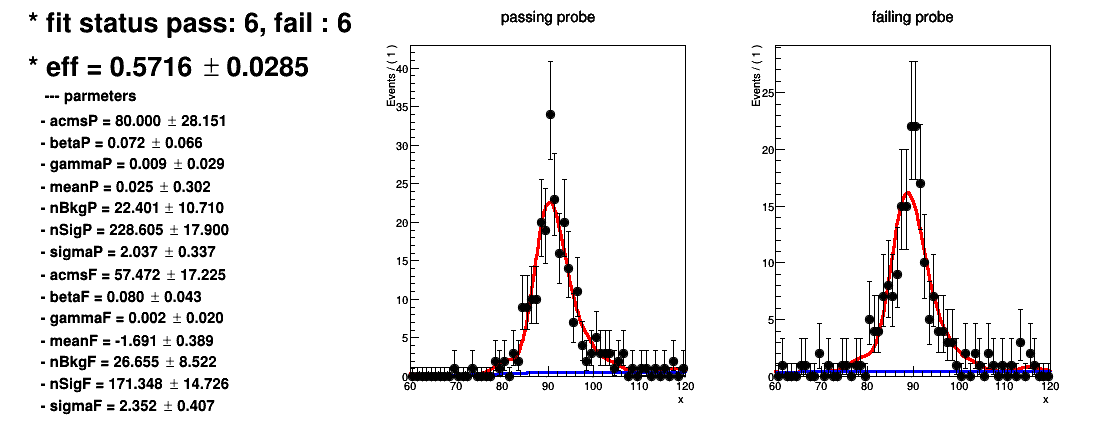 * fit status pass: 6, fail : 6
* eff = 0.5716 ± 0.0285
--- parmeters
- acmsP = 80.000 ± 28.151
- betaP = 0.072 ± 0.066
- gammaP = 0.009 ± 0.029
- meanP = 0.025 ± 0.302
- nBkgP = 22.401 ± 10.710
- nSigP = 228.605 ± 17.900
- sigmaP = 2.037 ± 0.337
- acmsF = 57.472 ± 17.225
- betaF = 0.080 ± 0.043
- gammaF = 0.002 ± 0.020
- meanF = -1.691 ± 0.389
- nBkgF = 26.655 ± 8.522
- nSigF = 171.348 ± 14.726
- sigmaF = 2.352 ± 0.407
passing probe
Events / ( 1 )
40
35
30
25
20
15
10
5
0
60 70 80 90 100 110 120
x
failing probe
Events / ( 1 )
25
20
15
10
5
0
60 70 80 90 100 110 120
x